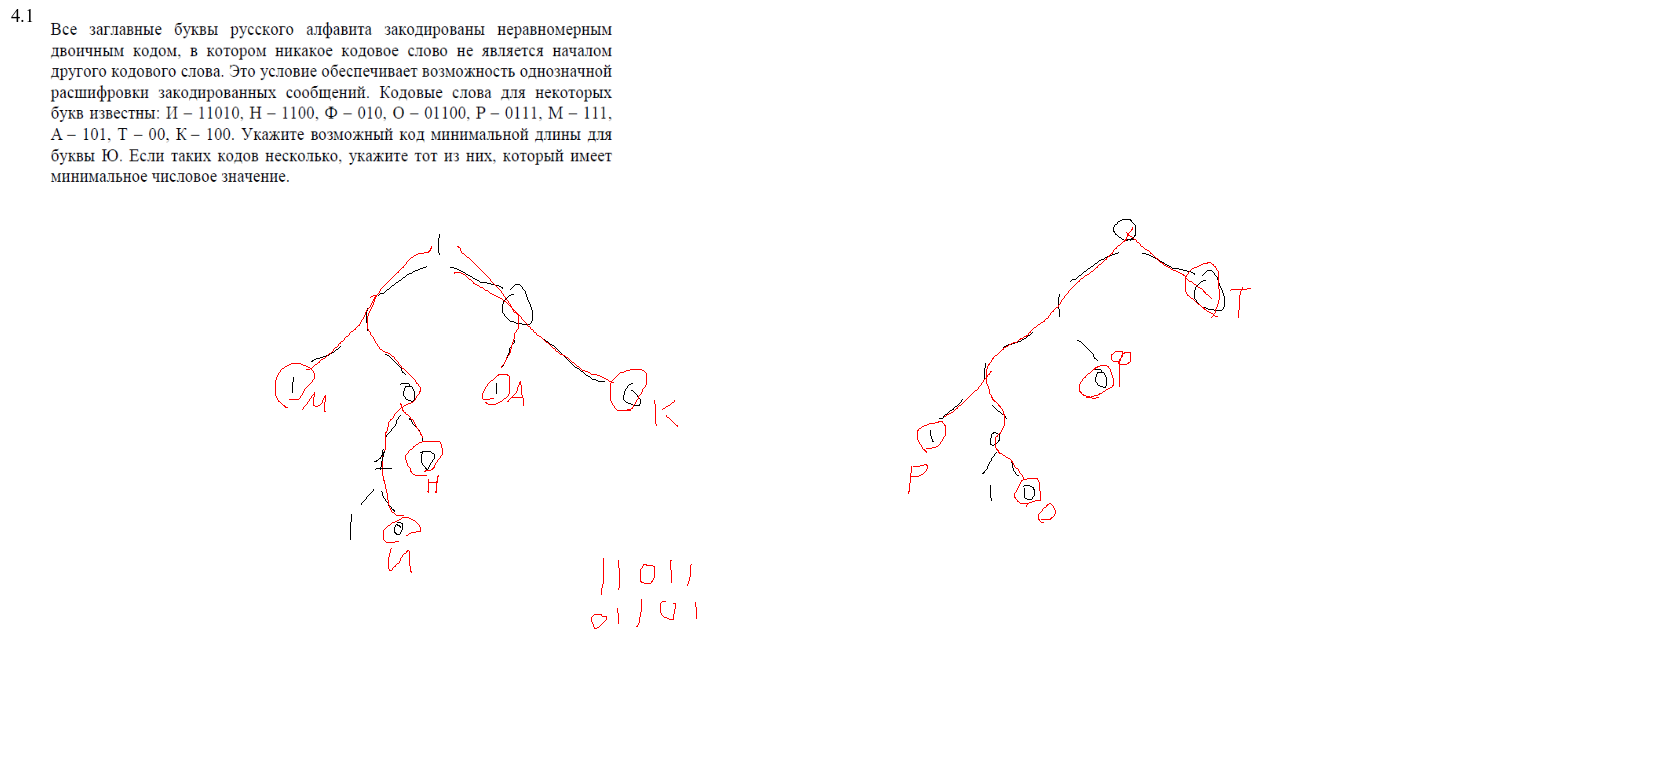 4.1
Все заглавные буквы русского алфавита закодированы неравномерным
двоичным кодом, в котором никакое кодовое слово не является началом
другого кодового слова. Это условие обеспечивает возможность однозначной
расшифровки закодированных сообщений. Кодовые слова для некоторых
букв известны: И – 11010, Н – 1100, Ф – 010, О – 01100, Р – 0111, М – 111,
А – 101, Т – 00, К – 100. Укажите возможный код минимальной длины для
буквы Ю. Если таких кодов несколько, укажите тот из них, который имеет
минимальное числовое значение.
1 0
1 0 1 0 Т
1 М 0 1 А 0 К 1 0 Ф
1 0 Н 1 Р 0
1 0 И 1 0 О
11011
01101